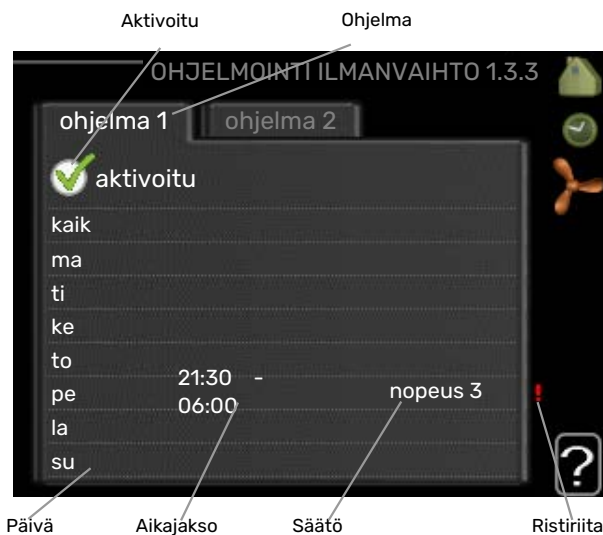 Aktivoitu
Ohjelma
OHJELMOINTI ILMANVAIHTO 1.3.3
ohjelma 1
ohjelma 2
aktivoitu
kaik
ma
ti
ke
to
pe
21:30 -
06:00
nopeus 3
!
la
su
?
Päivä
Aikajakso
Säätö
Ristiriita